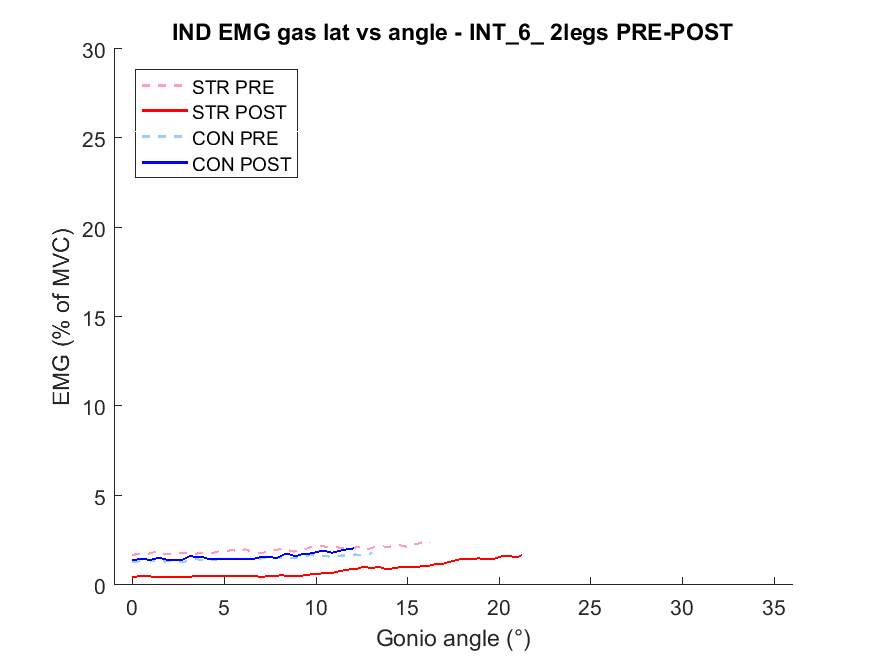 IND EMG gas lat vs angle - INT_6_ 2legs PRE-POST
30
25
20
15
10
5
0
EMG (% of MVC)
STR PRE
STR POST
CON PRE
CON POST
0 5 10 15 20 25 30 35
Gonio angle (°)